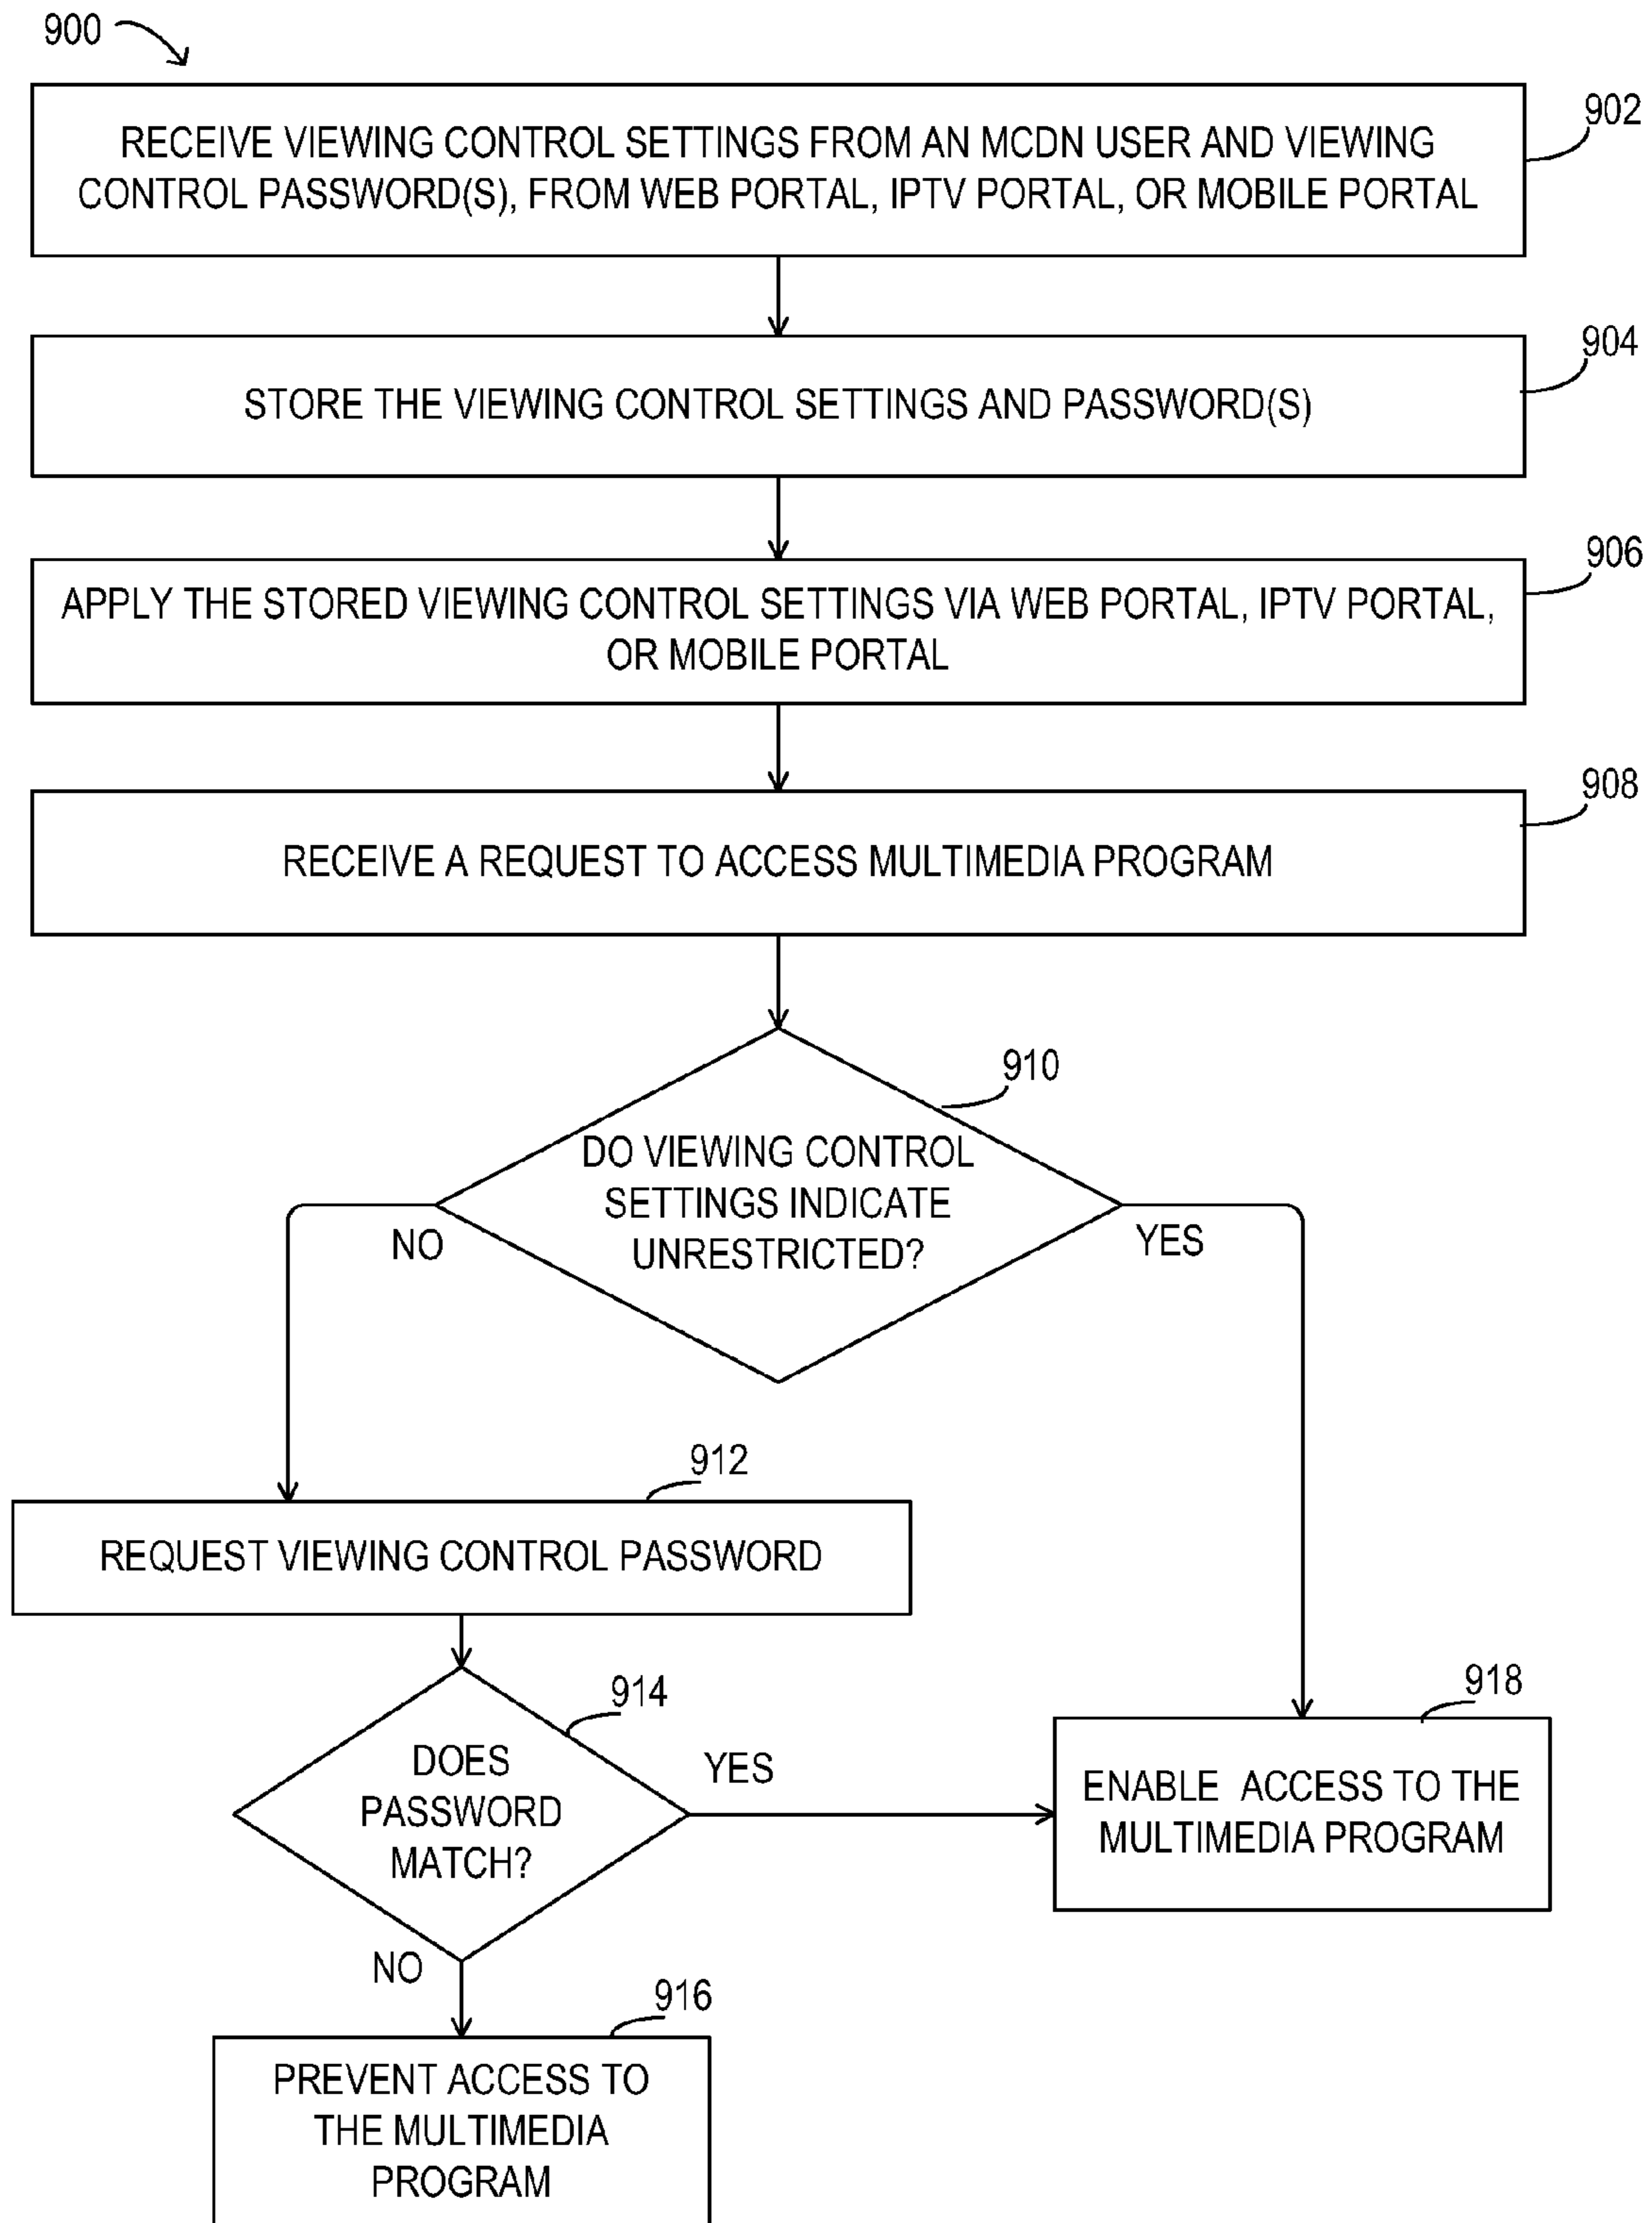 900
902
RECEIVE VIEWING CONTROL SETTINGS FROM AN MCDN USER AND VIEWING
CONTROL PASSWORD(S), FROM WEB PORTAL, IPTV PORTAL, OR MOBILE PORTAL
904
STORE THE VIEWING CONTROL SETTINGS AND PASSWORD(S)
906
APPLY THE STORED VIEWING CONTROL SETTINGS VIA WEB PORTAL, IPTV PORTAL,
OR MOBILE PORTAL
908
RECEIVE A REQUEST TO ACCESS MULTIMEDIA PROGRAM
910
DO VIEWING CONTROL
SETTINGS INDICATE
UNRESTRICTED?
NO
YES
912
REQUEST VIEWING CONTROL PASSWORD
914
DOES
PASSWORD
MATCH?
YES
918
ENABLE ACCESS TO THE
MULTIMEDIA PROGRAM
NO
916
PREVENT ACCESS TO
THE MULTIMEDIA
PROGRAM